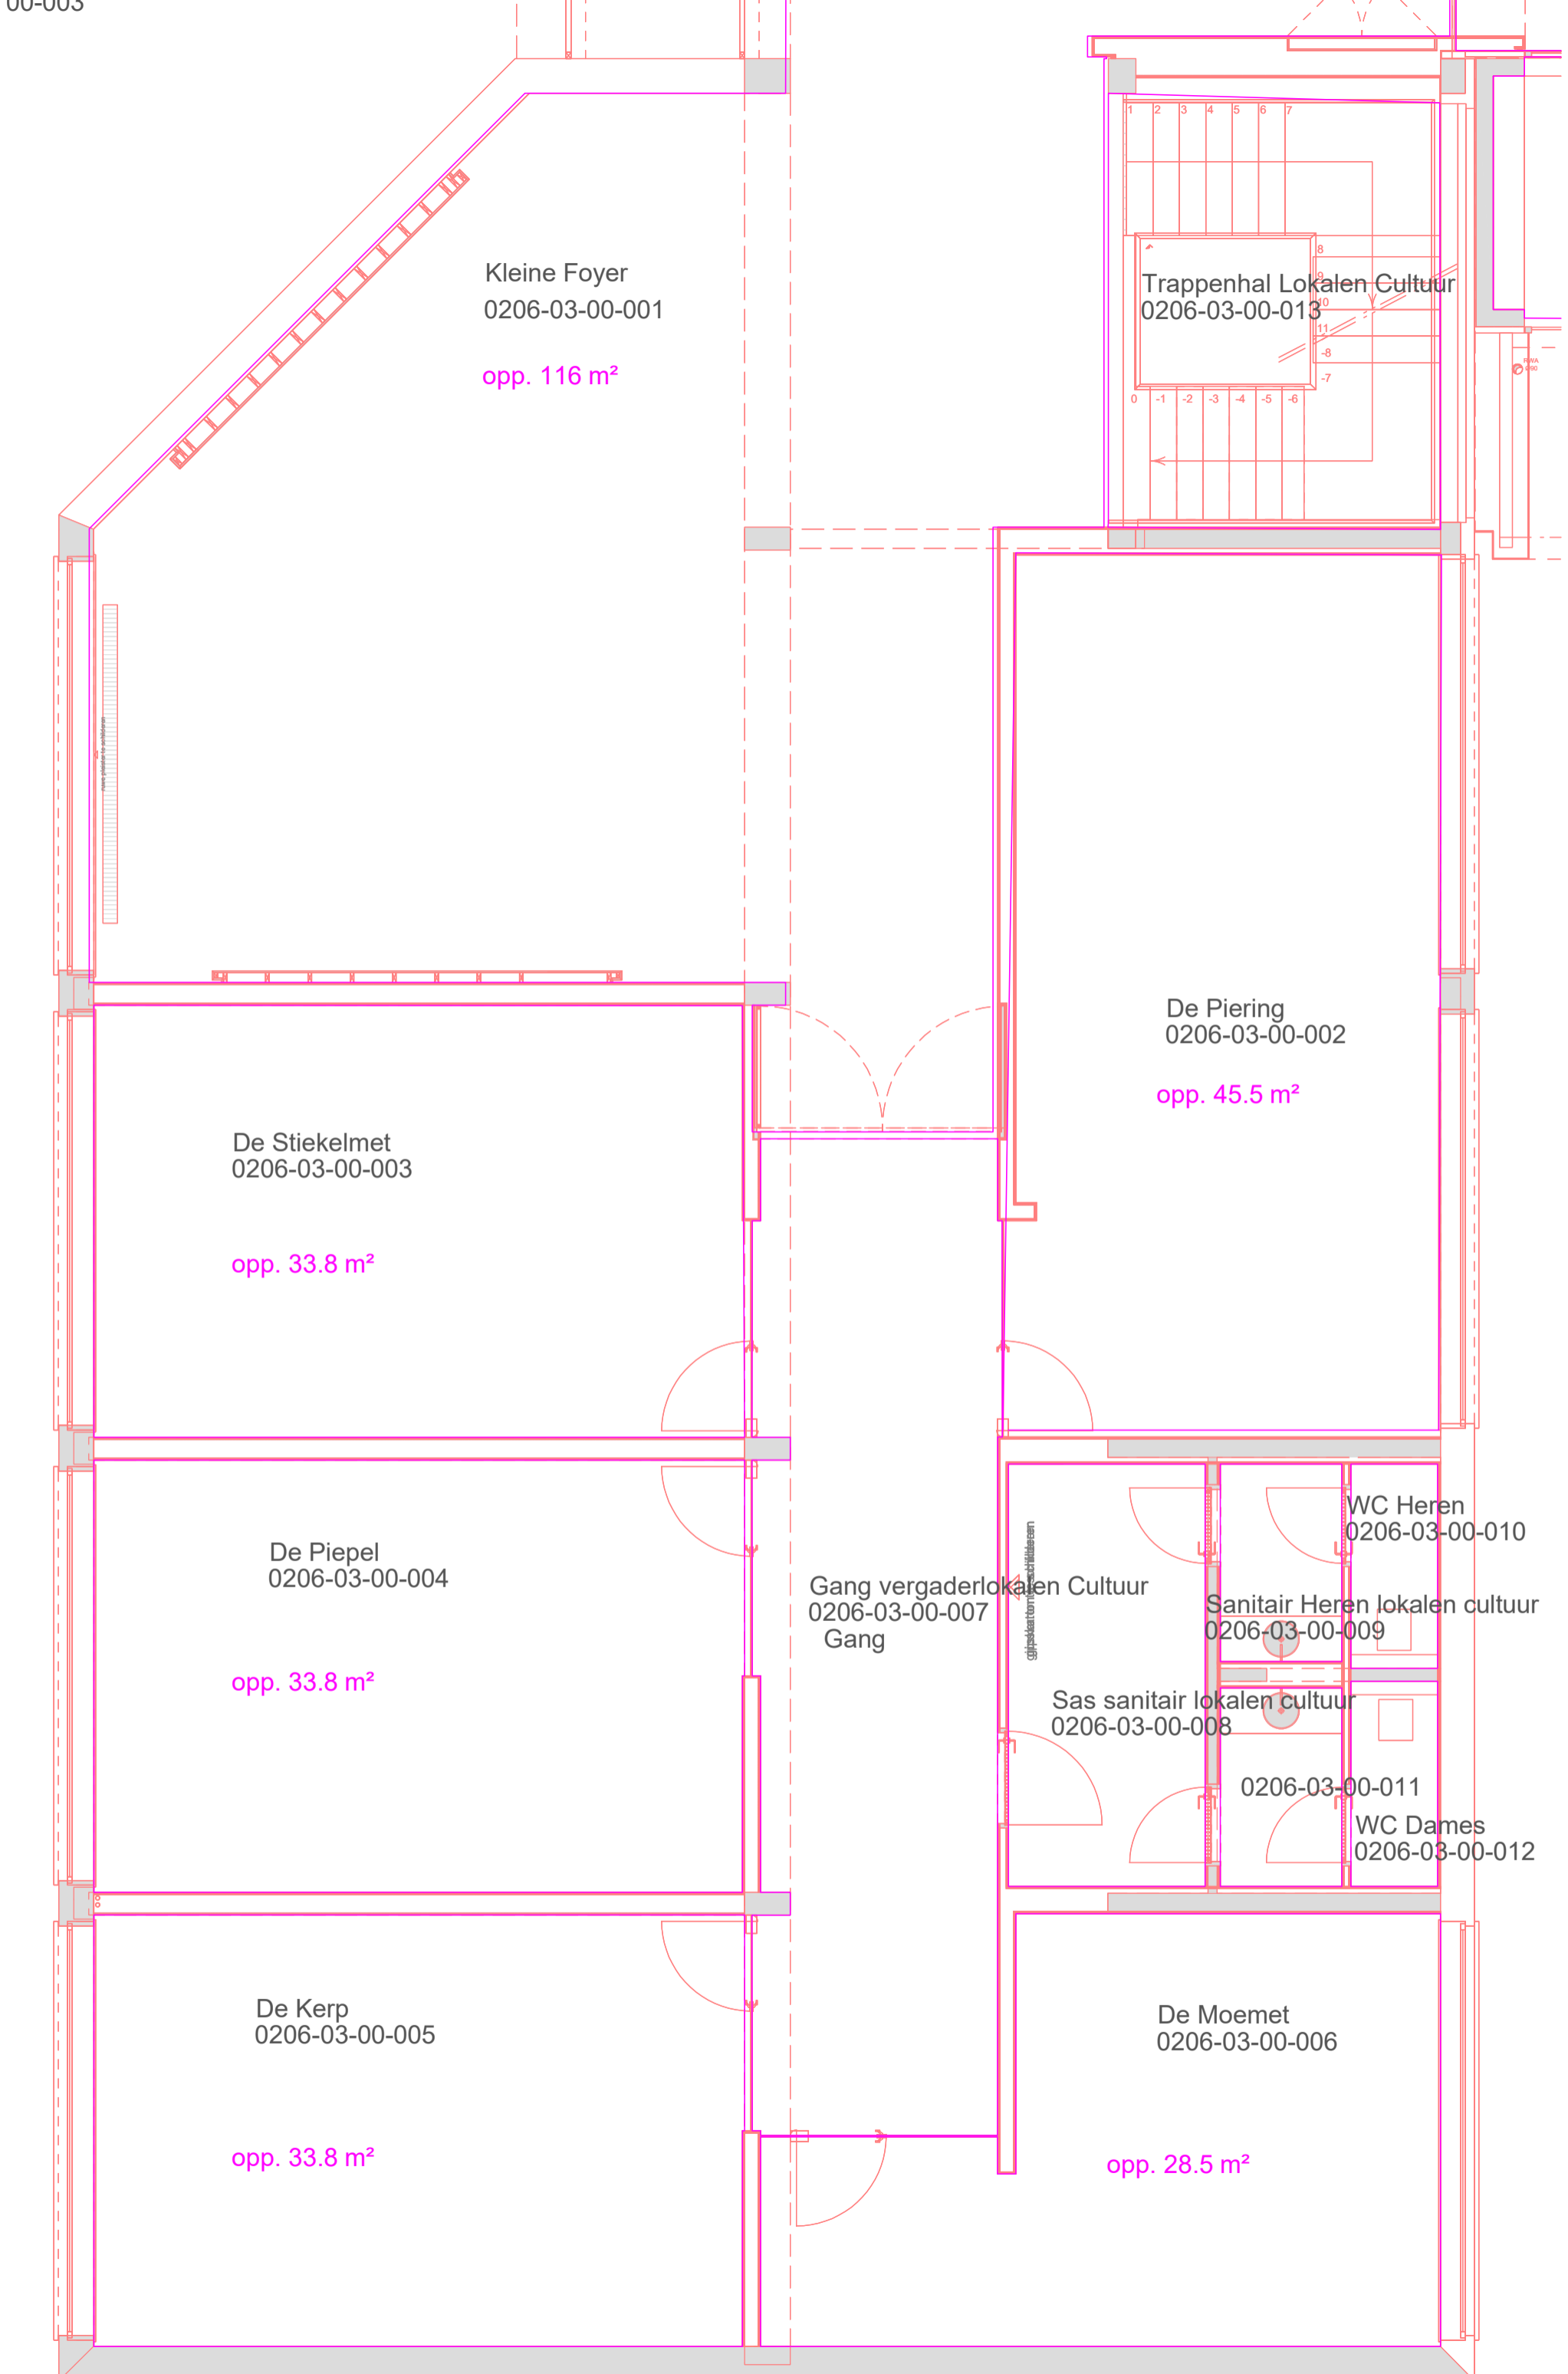 00-003
1 2 3 4 5 6 7
Kleine Foyer
0206-03-00-001
opp. 116 m²
8
9
Trappenhal Lokalen Cultuur
0206-03-00-013
10
11
-8
-7
0 -1 -2 -3 -4 -5 -6
RWA
De Piering
0206-03-00-002
opp. 45.5 m²
De Stiekelmet
0206-03-00-003
opp. 33.8 m²
De Piepel
0206-03-00-004
opp. 33.8 m²
Gang vergaderlokalen Cultuur
0206-03-00-007
Gang
WC Heren
0206-03-00-010
Sanitair Heren lokalen cultuur
0206-03-00-009
Sas sanitair lokalen cultuur
0206-03-00-008
0206-03-00-011
WC Dames
0206-03-00-012
De Kerp
0206-03-00-005
opp. 33.8 m²
De Moemet
0206-03-00-006
opp. 28.5 m²